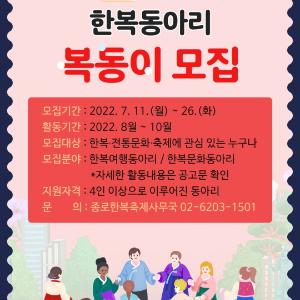 한복동아리
복동이 모집
모집기간 : 2022. 7. 11.(월) ~ 26.(화)
활동기간 : 2022. 8월 ~ 10월
모집대상 : 한복·전통문화·축제에 관심 있는 누구나
모집분야 : 한복여행동아리 / 한복문화동아리
*자세한 활동내용은 공고문 확인
지원자격 : 4인 이상으로 이루어진 동아리
문 의 : 종로한복축제사무국 02-6203-1501